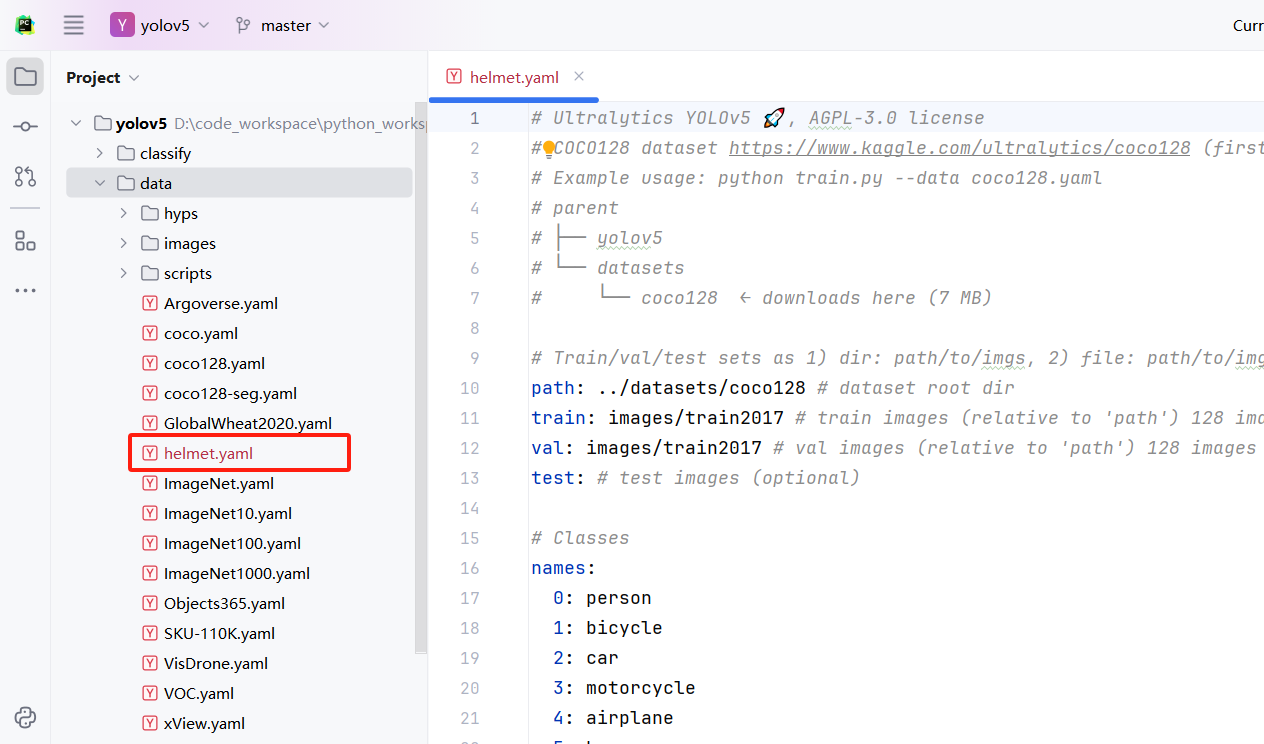 PC
Y yolov5 master Curr
Project
yolov5 D:\code_workspace\python_worksp
classify
data
hyps
images
scripts
Y Argoverse.yaml
Y coco.yaml
Y coco128.yaml
Y coco128-seg.yaml
Y GlobalWheat2020.yaml
Y helmet.yaml
Y ImageNet.yaml
Y ImageNet10.yaml
Y ImageNet100.yaml
Y ImageNet1000.yaml
Y Objects365.yaml
Y SKU-110K.yaml
Y VisDrone.yaml
Y VOC.yaml
Y xView.yaml
Y helmet.yaml ×
1 # Ultralytics YOLOv5 🚀, AGPL-3.0 license
2 # COCO128 dataset https://www.kaggle.com/ultralytics/coco128 (first
3 # Example usage: python train.py --data coco128.yaml
4 # parent
5 # ├── yolov5
6 # └── datasets
7 #     └── coco128 ← downloads here (7 MB)
8
9 # Train/val/test sets as 1) dir: path/to/imgs, 2) file: path/to/img
10 path: ../datasets/coco128 # dataset root dir
11 train: images/train2017 # train images (relative to 'path') 128 ima
12 val: images/train2017 # val images (relative to 'path') 128 images
13 test: # test images (optional)
14
15 # Classes
16 names:
17   0: person
18   1: bicycle
19   2: car
20   3: motorcycle
21   4: airplane